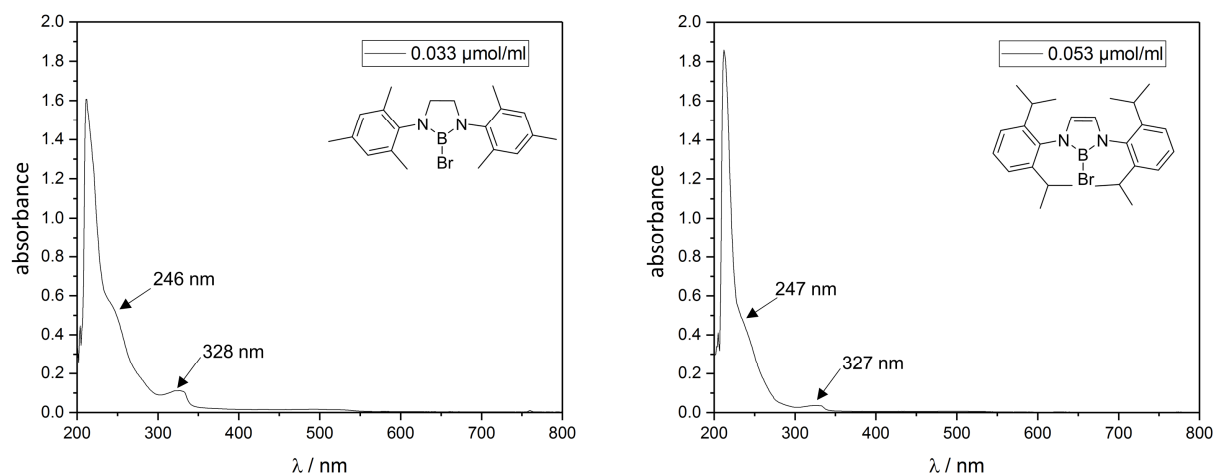 2.0
1.8
1.6
1.4
1.2
1.0
0.8
0.6
0.4
0.2
0.0
absorbance
0.033 µmol/ml
N
N
B
Br
246 nm
328 nm
200 300 400 500 600 700 800
λ / nm
2.0
1.8
1.6
1.4
1.2
1.0
0.8
0.6
0.4
0.2
0.0
absorbance
0.053 µmol/ml
N
N
B
Br
247 nm
327 nm
200 300 400 500 600 700 800
λ / nm